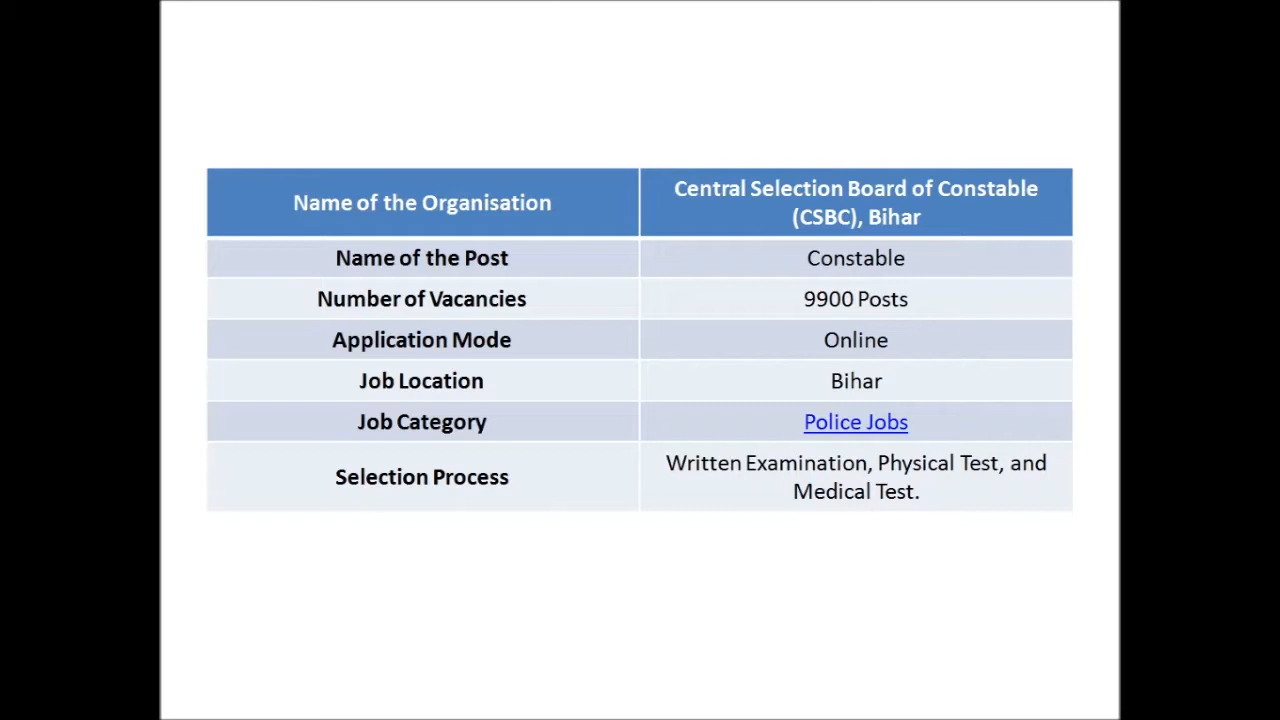 Name of the Organisation
Central Selection Board of Constable
(CSBC), Bihar
Name of the Post
Constable
Number of Vacancies
9900 Posts
Application Mode
Online
Job Location
Bihar
Job Category
Police Jobs
Selection Process
Written Examination, Physical Test, and
Medical Test.